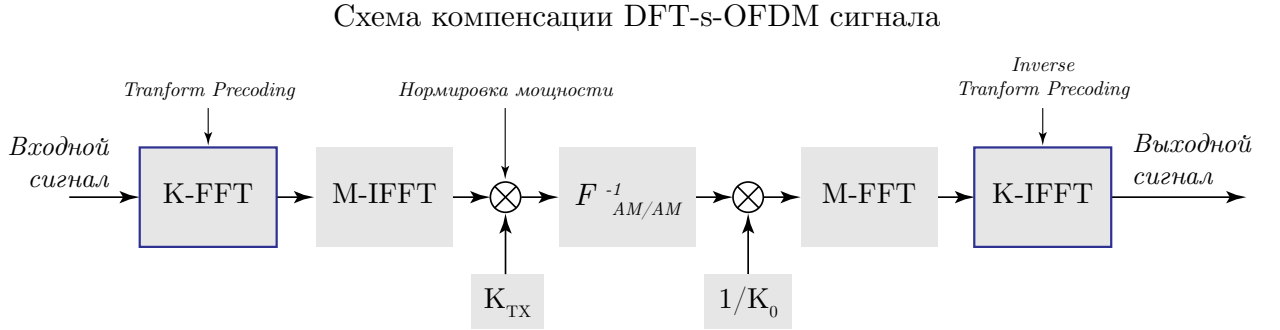 Схема компенсации DFT-s-OFDM сигнала
Tranform Precoding
Нормировка мощности
Inverse
Tranform Precoding
Входной
сигнал
K-FFT
M-IFFT
F -1 AM/AM
M-FFT
K-IFFT
Выходной
сигнал
K TX
1/K 0